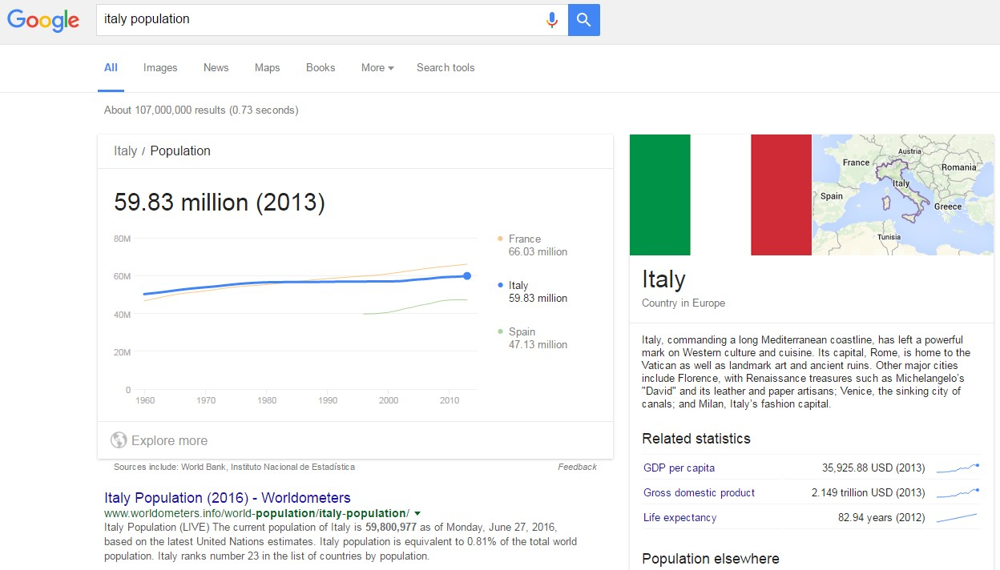 Google
italy population
All Images News Maps Books More Search tools
About 107,000,000 results (0.73 seconds)
Italy / Population
59.83 million (2013)
80M
60M
40M
20M
0
1960 1970 1980 1990 2000 2010
France
66.03 million
Italy
59.83 million
Spain
47.13 million
Explore more
Sources include: World Bank, Instituto Nacional de Estadística Feedback
Italy Population (2016) - Worldometers
www.worldometers.info/world-population/italy-population/
Italy Population (LIVE) The current population of Italy is 59,800,977 as of Monday, June 27, 2016,
based on the latest United Nations estimates. Italy population is equivalent to 0.81% of the total world
population. Italy ranks number 23 in the list of countries by population.
Austria
France
Romania
Italy
Spain
Greece
Tunisia
Italy
Country in Europe
Italy, commanding a long Mediterranean coastline, has left a powerful
mark on Western culture and cuisine. Its capital, Rome, is home to the
Vatican as well as landmark art and ancient ruins. Other major cities
include Florence, with Renaissance treasures such as Michelangelo’s
"David" and its leather and paper artisans; Venice, the sinking city of
canals; and Milan, Italy’s fashion capital.
Related statistics
GDP per capita 35,925.88 USD (2013)
Gross domestic product 2.149 trillion USD (2013)
Life expectancy 82.94 years (2012)
Population elsewhere